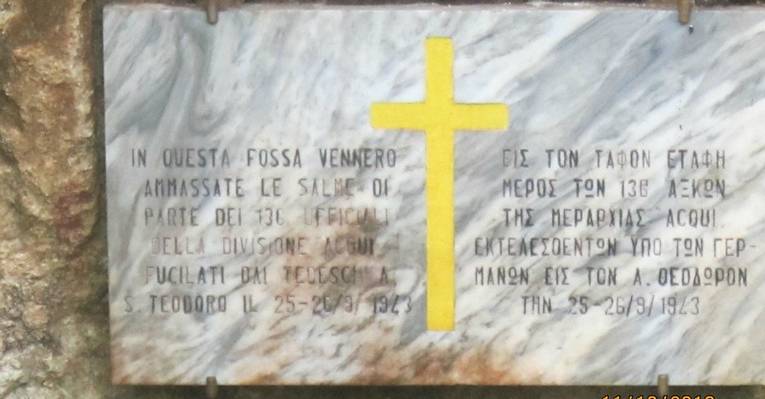 IN QUESTA FOSSA VENNERO
AMMASSATE LE SALME DI
PARTE DEI 136 UFFICIALI
DELLA DIVISIONE ACQUI
FUCILATI DAI TEDESCHI A
S. TEODORO IL 25-26/9/1943
ΕΙΣ ΤΟΝ ΤΑΦΟΝ ΕΤΑΦΗ
ΜΕΡΟΣ ΤΩΝ 136 ΑΞΚΩΝ
ΤΗΣ ΜΕΡΑΡΧΙΑΣ ACQUI
ΕΚΤΕΛΕΣΘΕΝΤΩΝ ΥΠΟ ΤΩΝ ΓΕΡ-
ΜΑΝΩΝ ΕΙΣ ΤΟΝ Α. ΘΕΟΔΩΡΟΝ
ΤΗΝ 25-26/9/1943